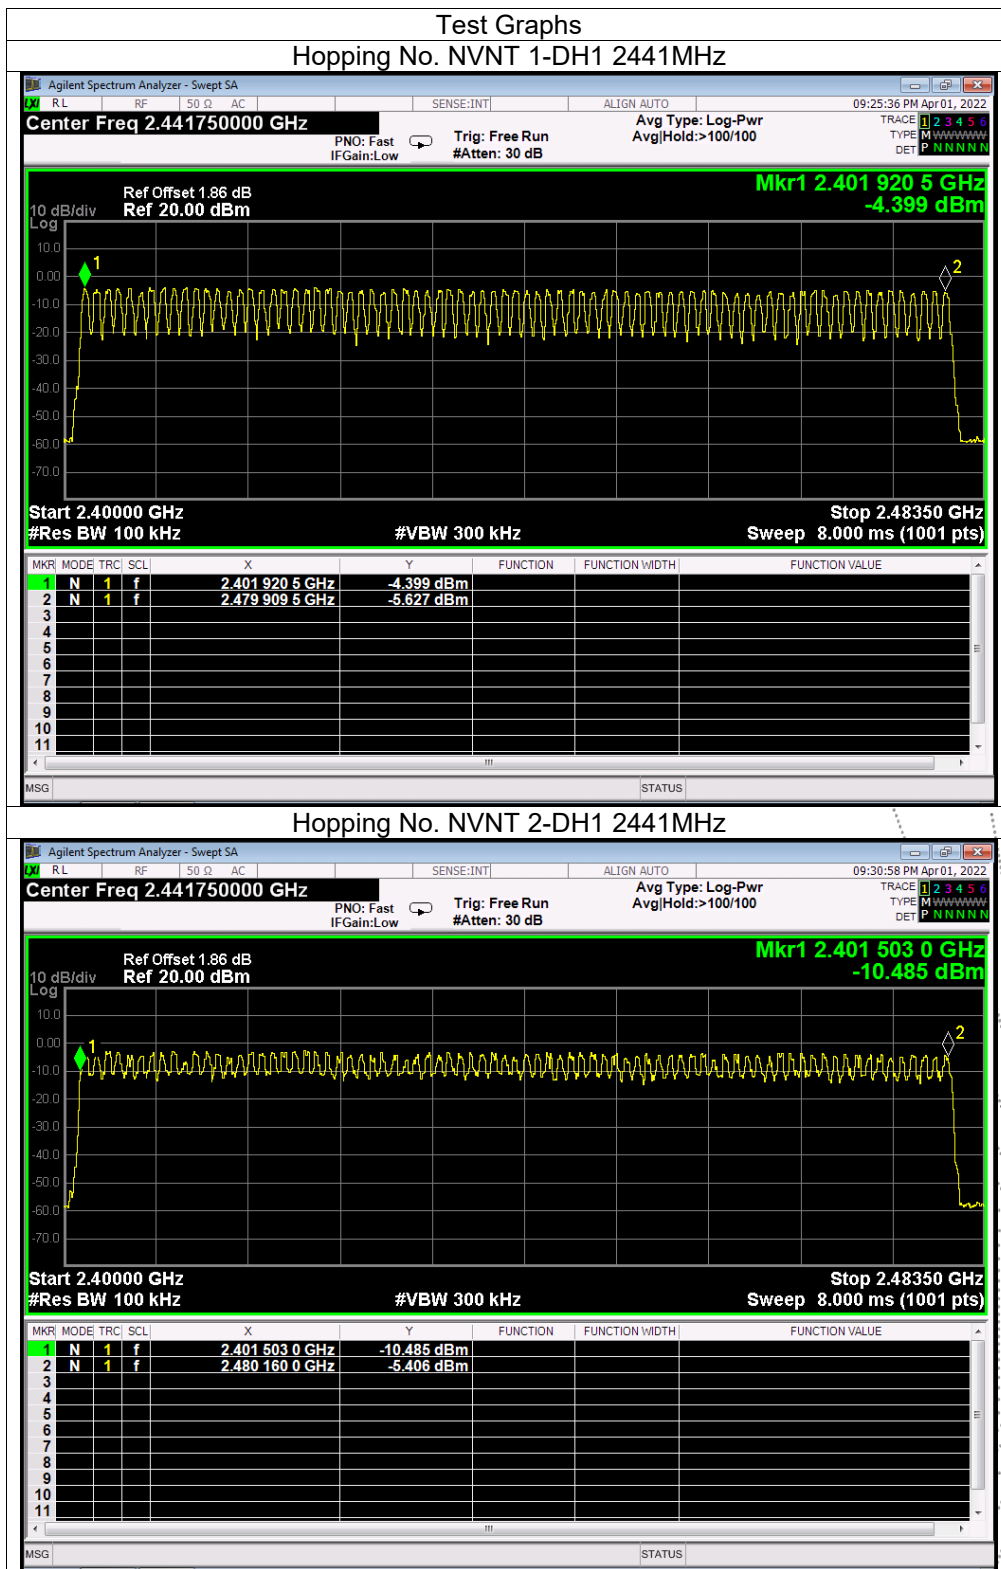 Test Graphs
Hopping No. NVNT 1-DH1 2441MHz
Agilent Spectrum Analyzer - Swept SA
LXI RL RF 50 Ω AC SENSE:INT ALIGN AUTO 09:25:36 PM Apr 01, 2022
Center Freq 2.441750000 GHz Avg Type: Log-Pwr TRACE 1 2 3 4 5 6
PNO: Fast Trig: Free Run Avg|Hold:>100/100 TYPE M WWWWW
IFGain:Low #Atten: 30 dB DET P N N N N N
Mkr1 2.401 920 5 GHz
Ref Offset 1.86 dB
10 dB/div Ref 20.00 dBm -4.399 dBm
Log
10.0
1 2
0.00
-10.0
-20.0
-30.0
-40.0
-50.0
-60.0
-70.0
Start 2.40000 GHz Stop 2.48350 GHz
#Res BW 100 kHz #VBW 300 kHz Sweep 8.000 ms (1001 pts)
MKR MODE TRC SCL X Y FUNCTION FUNCTION WIDTH FUNCTION VALUE
1 N 1 f 2.401 920 5 GHz -4.399 dBm
2 N 1 f 2.479 909 5 GHz -5.627 dBm
3
4
5
6
7
8
9
10
11
MSG STATUS
Hopping No. NVNT 2-DH1 2441MHz
Agilent Spectrum Analyzer - Swept SA
LXI RL RF 50 Ω AC SENSE:INT ALIGN AUTO 09:30:58 PM Apr 01, 2022
Center Freq 2.441750000 GHz Avg Type: Log-Pwr TRACE 1 2 3 4 5 6
PNO: Fast Trig: Free Run Avg|Hold:>100/100 TYPE M WWWWW
IFGain:Low #Atten: 30 dB DET P N N N N N
Mkr1 2.401 503 0 GHz
Ref Offset 1.86 dB
10 dB/div Ref 20.00 dBm -10.485 dBm
Log
10.0
0.00
1 2
-10.0
-20.0
-30.0
-40.0
-50.0
-60.0
-70.0
Start 2.40000 GHz Stop 2.48350 GHz
#Res BW 100 kHz #VBW 300 kHz Sweep 8.000 ms (1001 pts)
MKR MODE TRC SCL X Y FUNCTION FUNCTION WIDTH FUNCTION VALUE
1 N 1 f 2.401 503 0 GHz -10.485 dBm
2 N 1 f 2.480 160 0 GHz -5.406 dBm
3
4
5
6
7
8
9
10
11
MSG STATUS